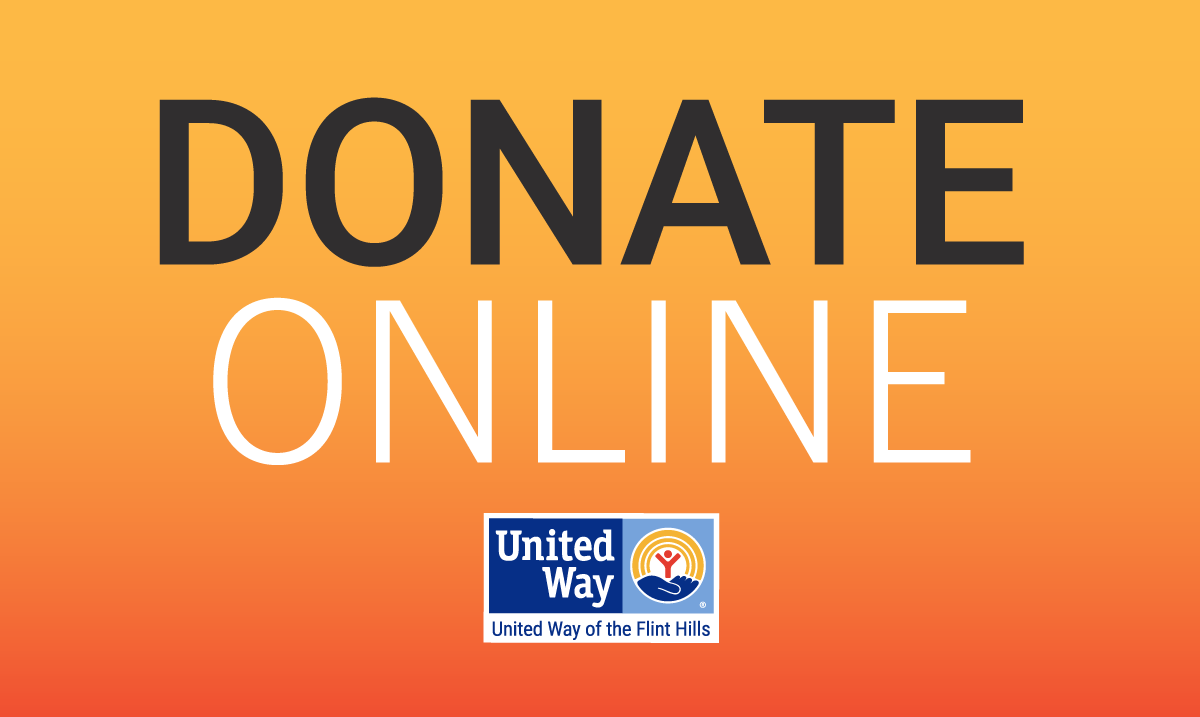 DONATE
ONLINE
United
Way
®
United Way of the Flint Hills